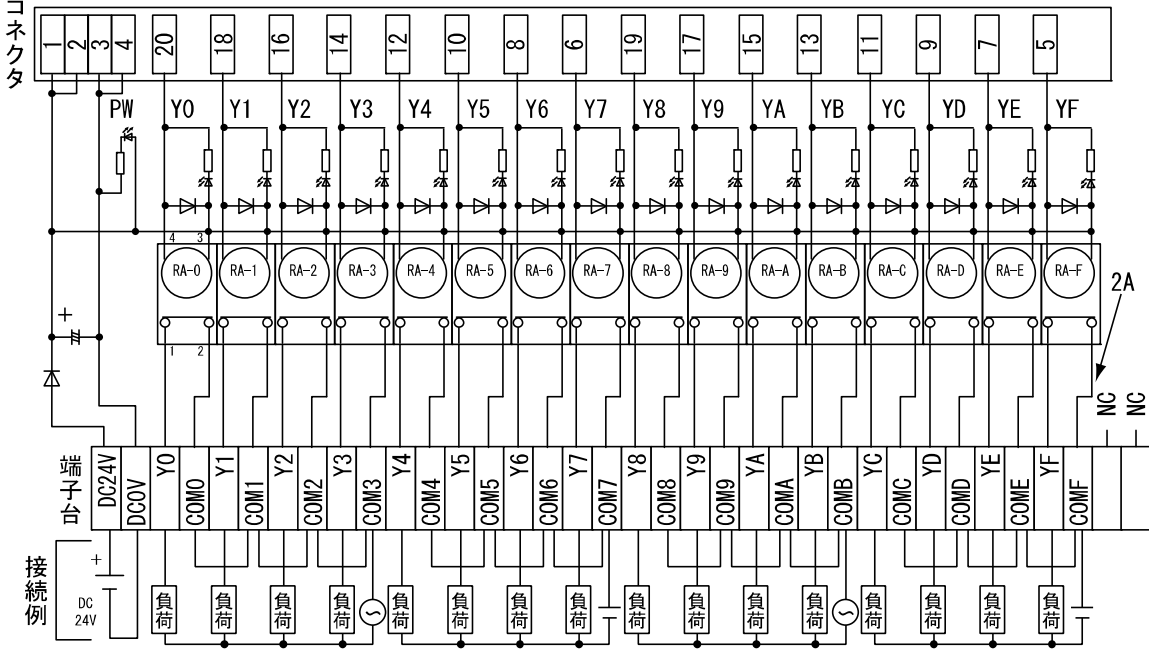 コネクタ
1 2 3 4 20 18 16 14 12 10 8 6 19 17 15 13 11 9 7 5
PW Y0 Y1 Y2 Y3 Y4 Y5 Y6 Y7 Y8 Y9 YA YB YC YD YE YF
4 3
RA-0 RA-1 RA-2 RA-3 RA-4 RA-5 RA-6 RA-7 RA-8 RA-9 RA-A RA-B RA-C RA-D RA-E RA-F
2A
+
1 2
NC NC
端子台
DC24V DC0V Y0 COM0 Y1 COM1 Y2 COM2 Y3 COM3 Y4 COM4 Y5 COM5 Y6 COM6 Y7 COM7 Y8 COM8 Y9 COM9 YA COMA YB COMB YC COMC YD COMD YE COME YF COMF
接続例
+
DC
24V
負荷 負荷 負荷 負荷 負荷 負荷 負荷 負荷 負荷 負荷 負荷 負荷 負荷 負荷 負荷 負荷